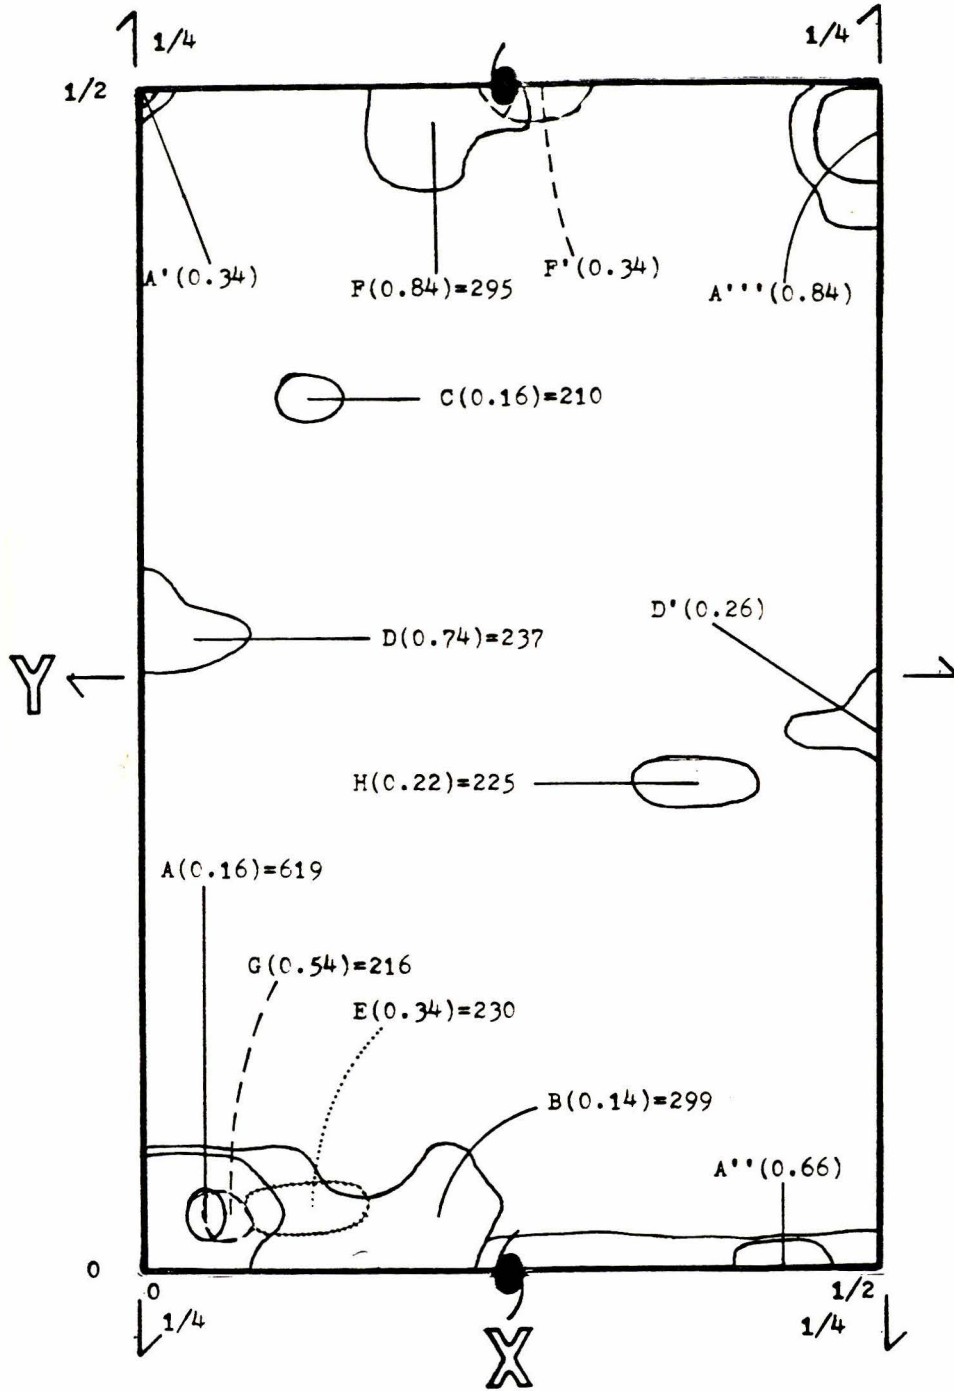 1/4 1/4
1/2
A'(0.34)
F'(0.34)
F(0.84)=295
A'''(0.84)
C(0.16)=210
D'(0.26)
D(0.74)=237
Y
H(0.22)=225
A(0.16)=619
G(0.54)=216
E(0.34)=230
B(0.14)=299
A''(0.66)
0
0 1/2
1/4 1/4
X